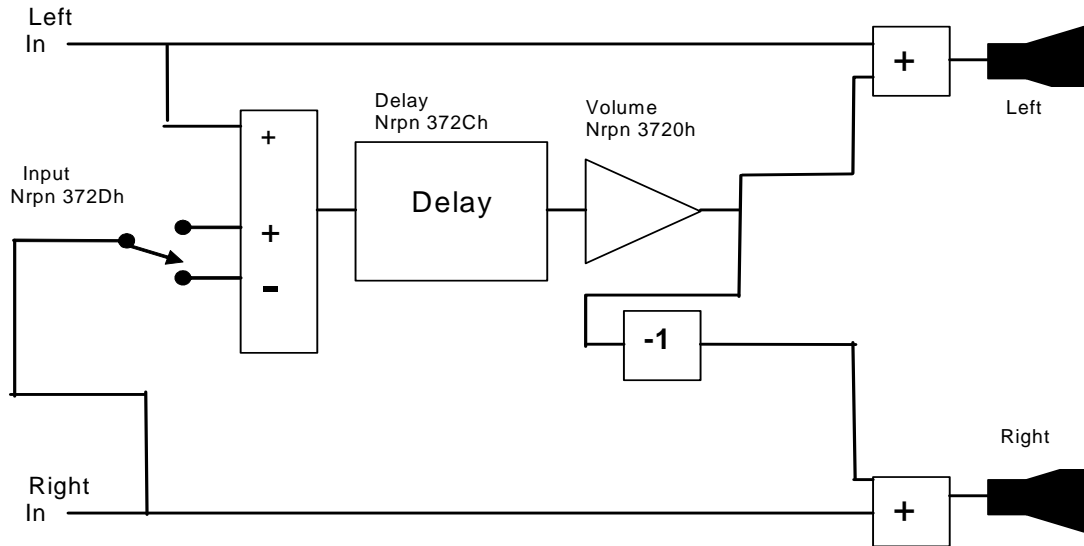 Left
In
+
Left
Delay
Nrpn 372Ch
Volume
Nrpn 3720h
Input
Nrpn 372Dh
+
+
-
Delay
-1
Right
Right
In
+